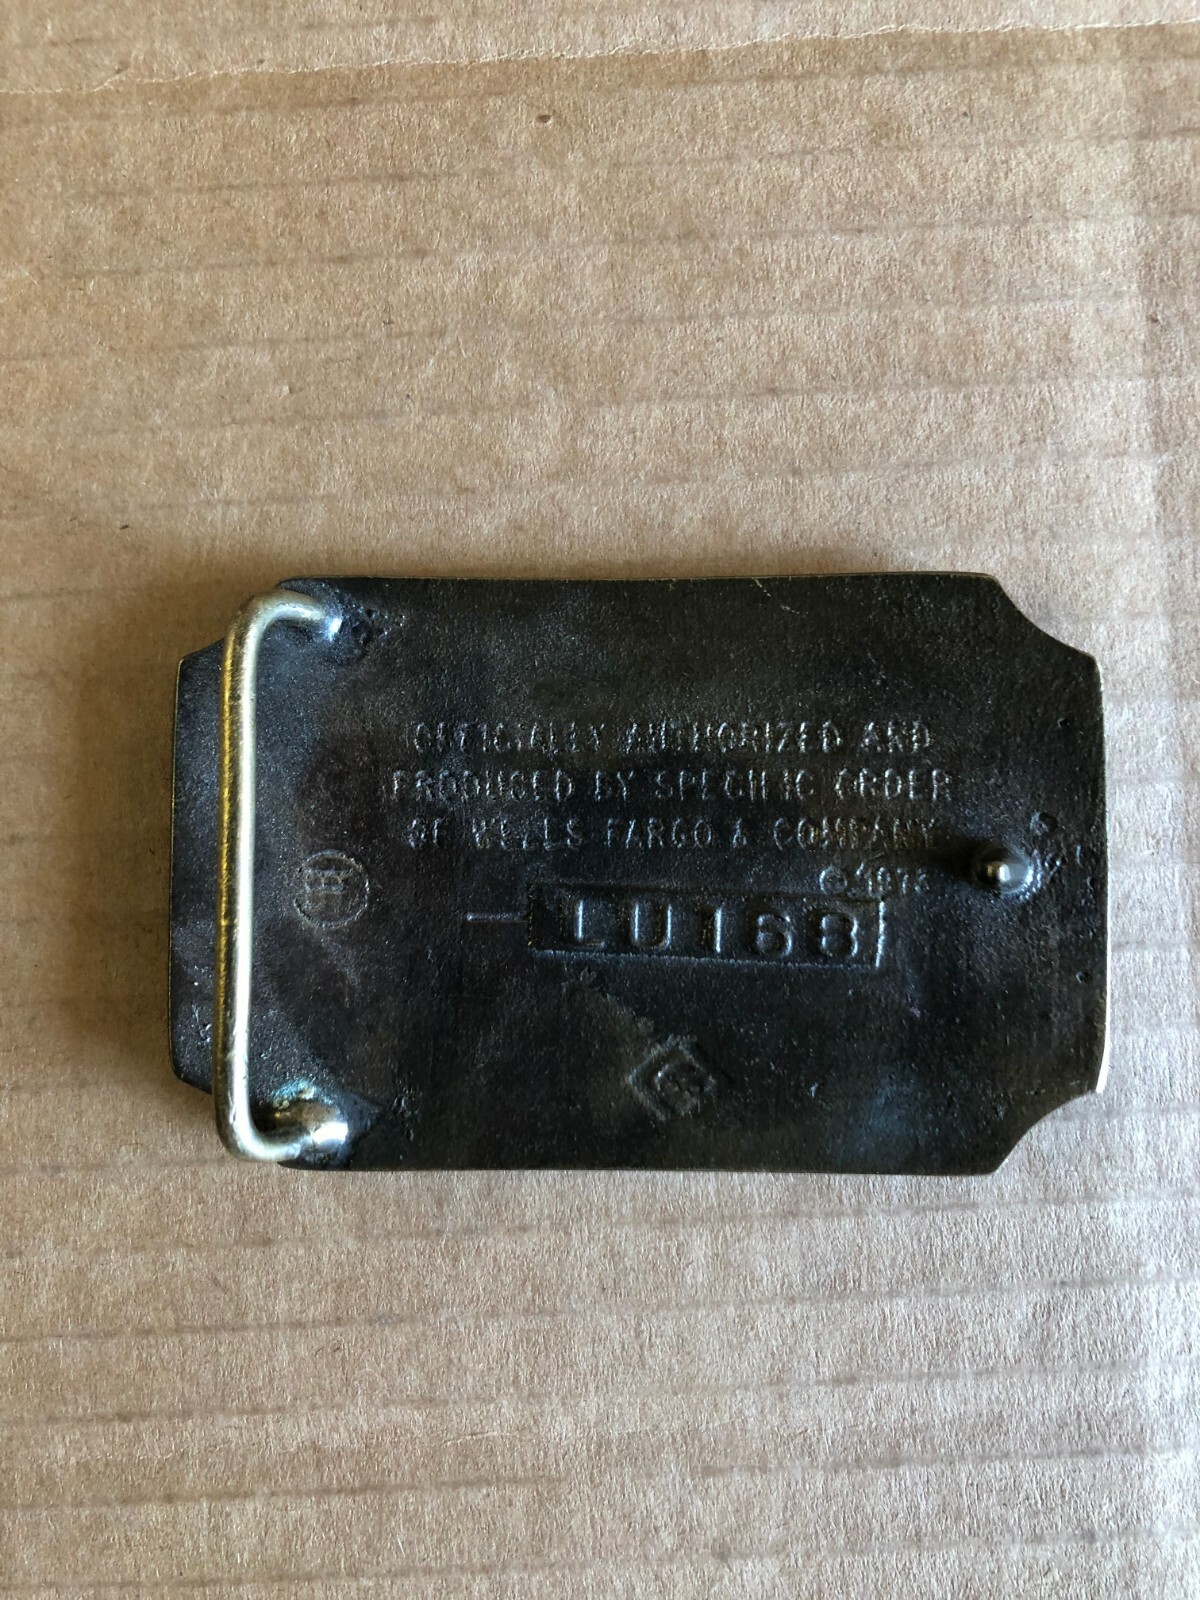 OFFICIALLY AUTHORIZED AND
PRODUCED BY SPECIFIC ORDER
OF WELLS FARGO & COMPANY
LU168